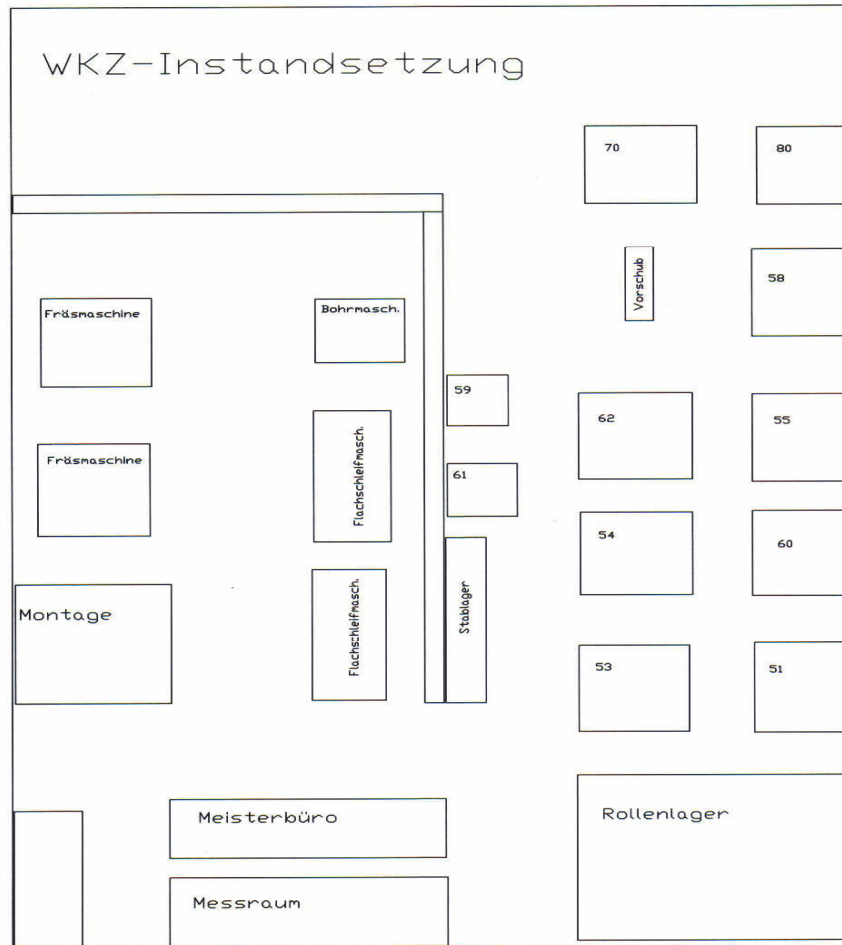 WKZ-Instandsetzung
70
80
Vorschub
58
Fräsmaschine
Bohrmasch.
59
62
55
Fräsmaschine
Flachschleifmasch.
61
54
60
Montage
Flachschleifmasch.
Stablager
53
51
Meisterbüro
Rollenlager
Messraum